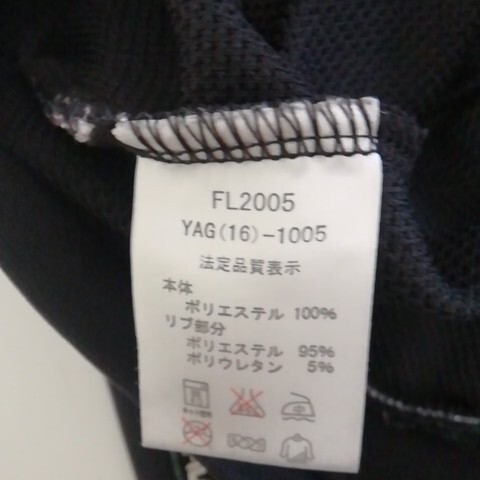 FL2005
YAG(16)-1005
法定品質表示
本体
ポリエステル 100%
リブ部分
ポリエステル 95%
ポリウレタン 5%